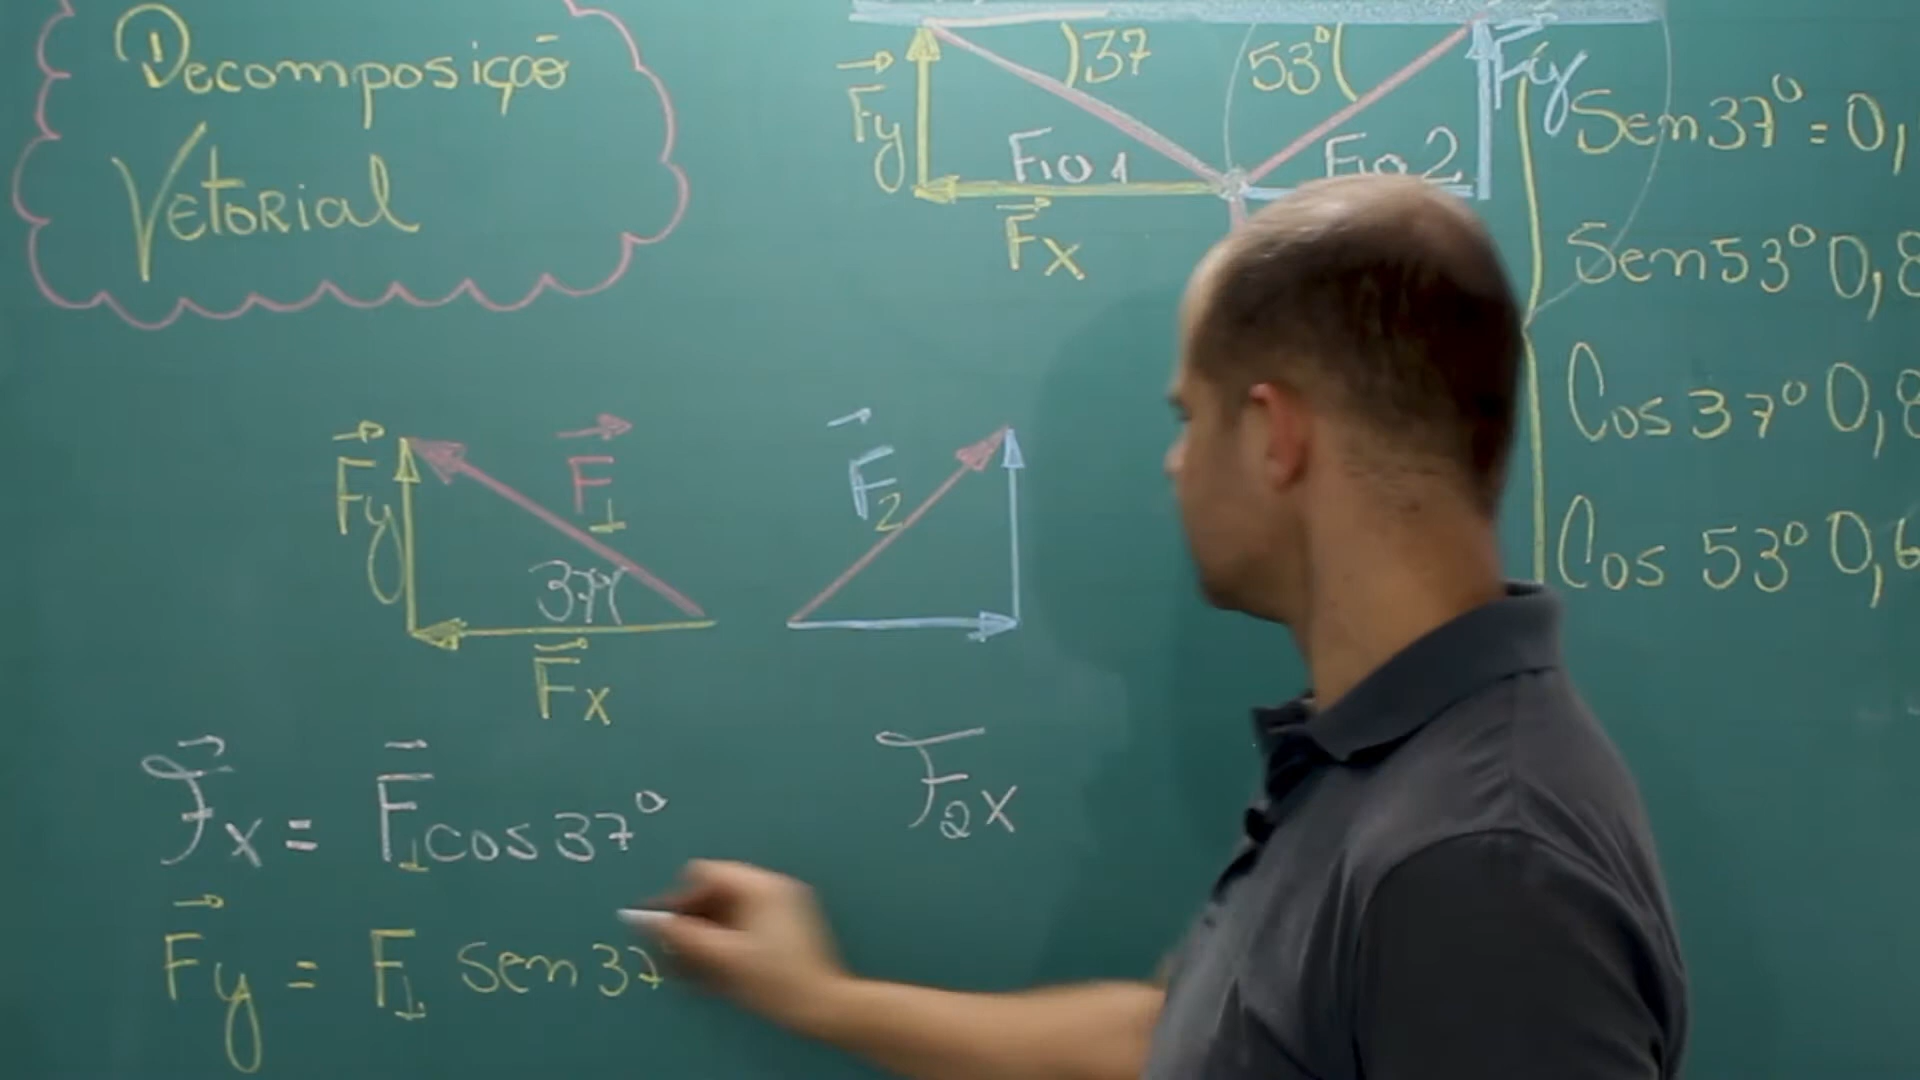 Decomposição
Vetorial
Fy
37
53°
Fy
Fio 1
Fio 2
Fx
Sen 37° = 0,
Sen 53° 0,8
Cos 37° 0,8
Cos 53° 0,6
Fy
F1
37°
Fx
F2
Fx = F1 cos 37°
F2x
Fy = F1 sen 37